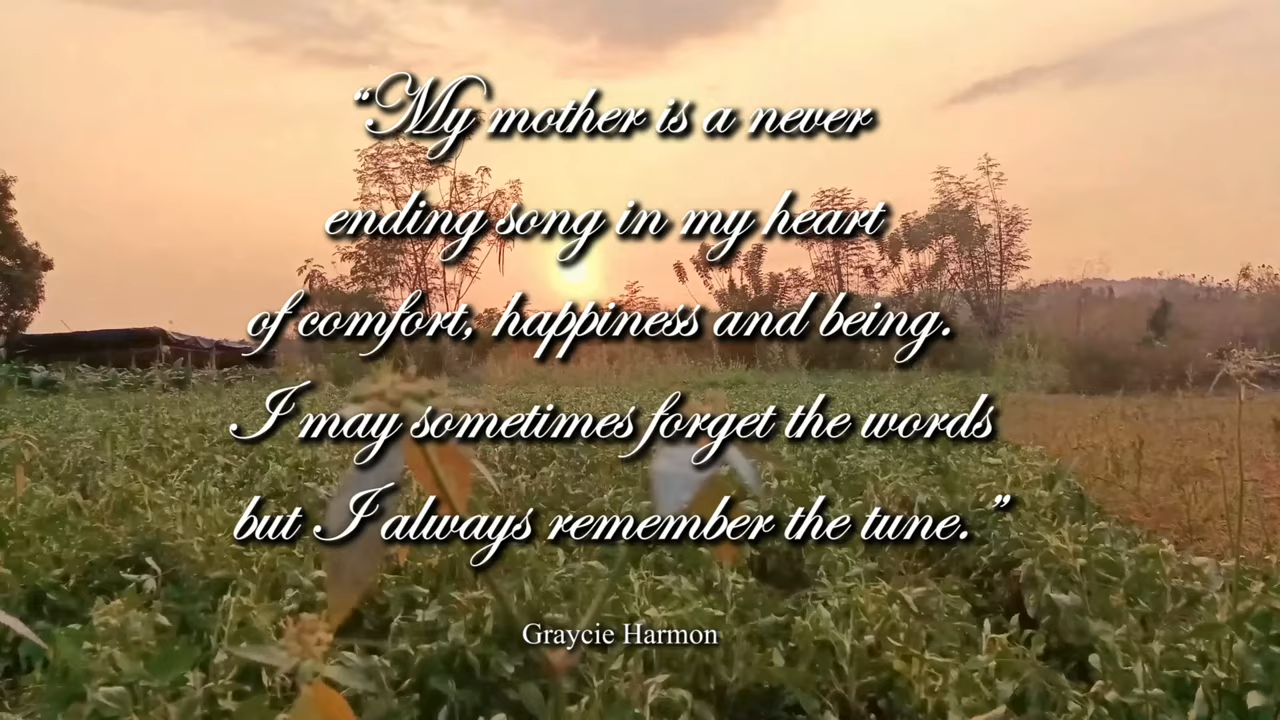 “My mother is a never
ending song in my heart
of comfort, happiness and being.
I may sometimes forget the words
but I always remember the tune.”
Graycie Harmon